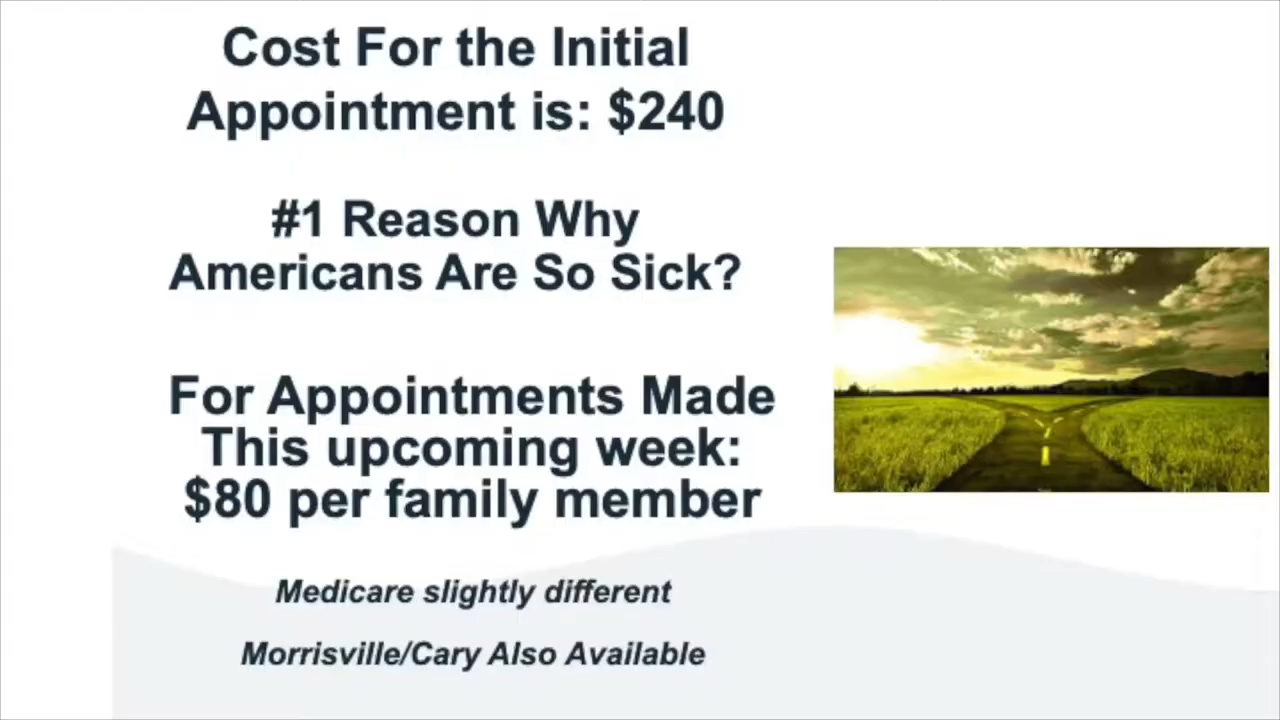 Cost For the Initial
Appointment is: $240
#1 Reason Why
Americans Are So Sick?
For Appointments Made
This upcoming week:
$80 per family member
Medicare slightly different
Morrisville/Cary Also Available